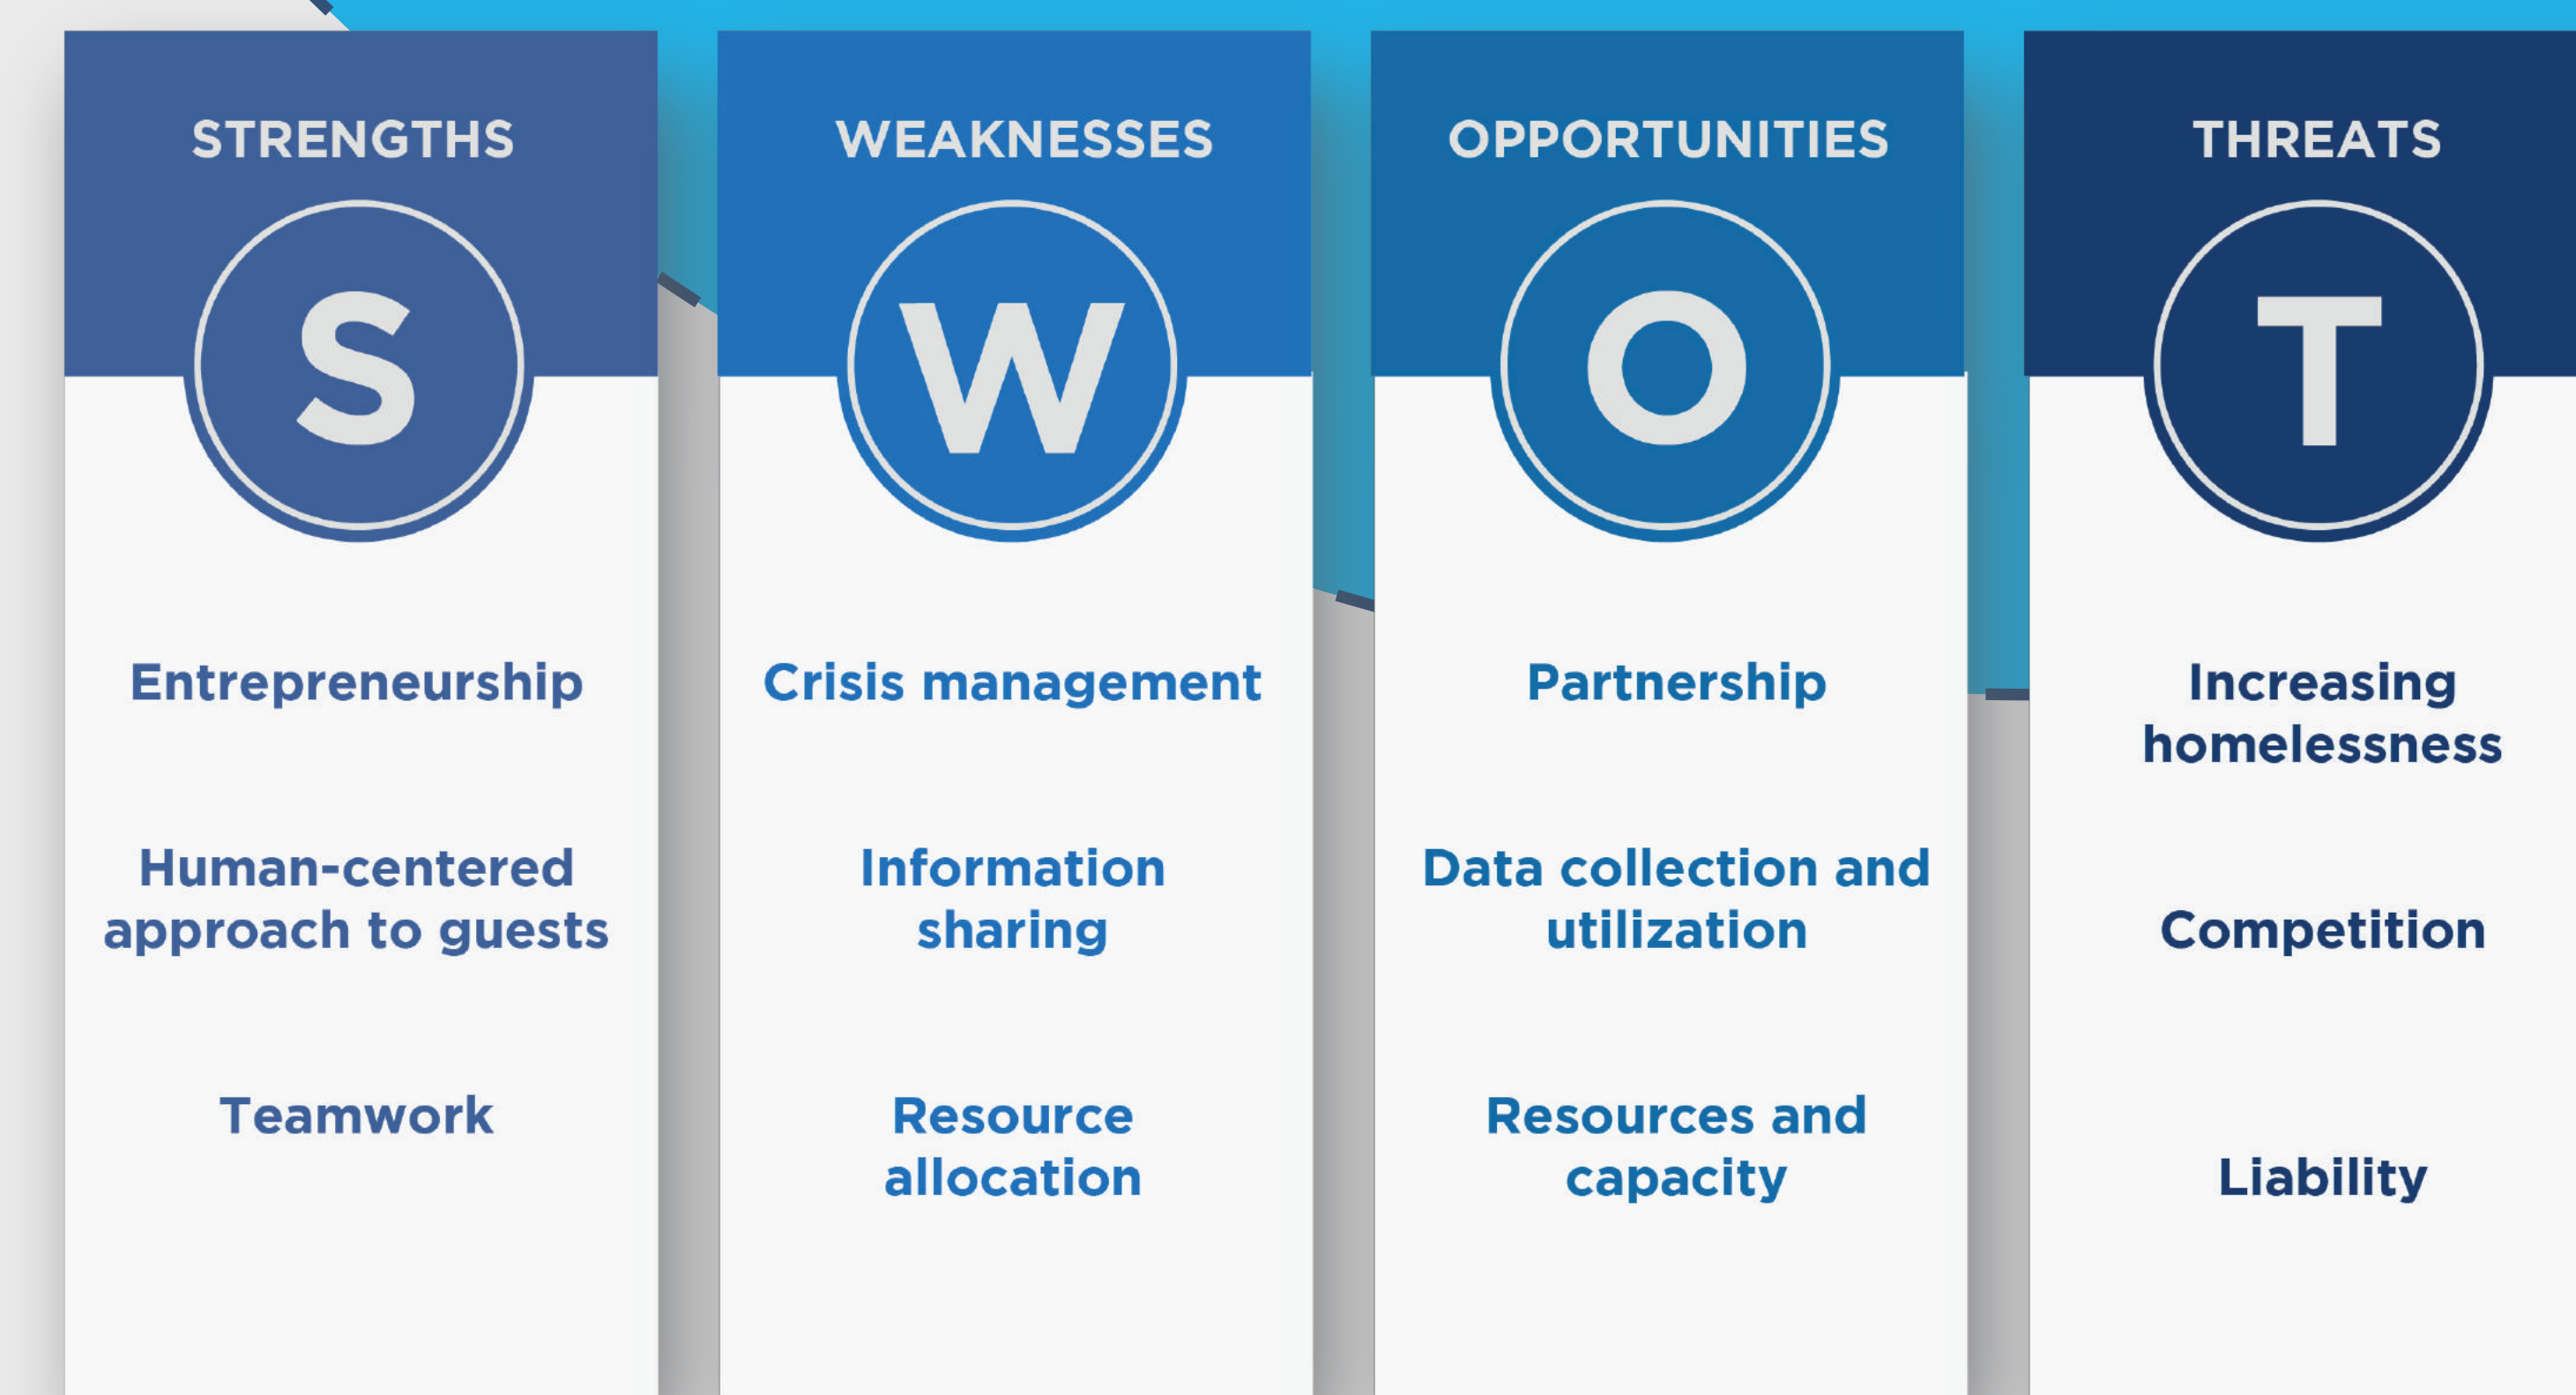 STRENGTHS
S
Entrepreneurship
Human-centered
approach to guests
Teamwork
WEAKNESSES
W
Crisis management
Information
sharing
Resource
allocation
OPPORTUNITIES
O
Partnership
Data collection and
utilization
Resources and
capacity
THREATS
T
Increasing
homelessness
Competition
Liability